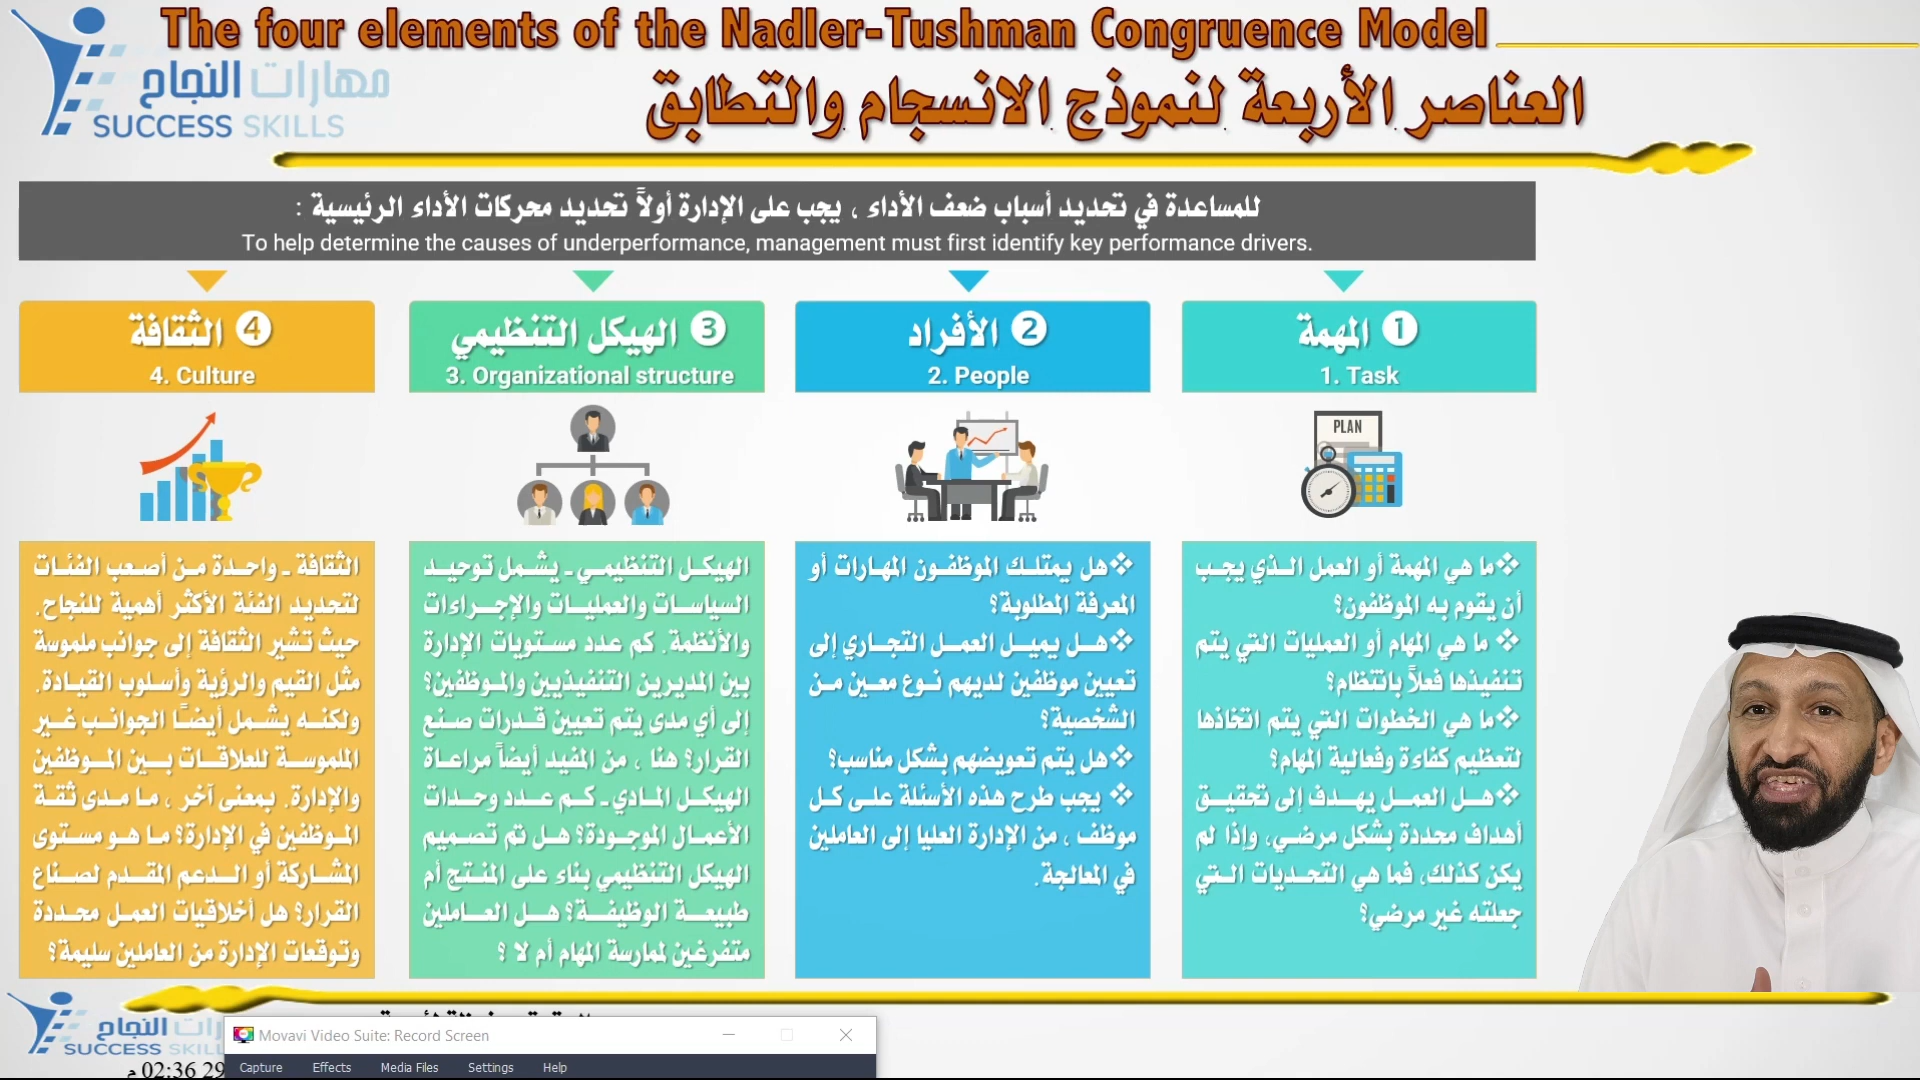 The four elements of the Nadler-Tushman Congruence Model
العناصر الأربعة لنموذج الانسجام والتطابق
مهارات النجاح
SUCCESS SKILLS
للمساعدة في تحديد أسباب ضعف الأداء ، يجب على الإدارة أولاً تحديد محركات الأداء الرئيسية :
To help determine the causes of underperformance, management must first identify key performance drivers.
1 المهمة
1. Task
PLAN
❖ما هي المهمة أو العمل الذي يجب
أن يقوم به الموظفون؟
❖ ما هي المهام أو العمليات التي يتم
تنفيذها فعلاً بانتظام؟
❖ما هي الخطوات التي يتم اتخاذها
لتعظيم كفاءة وفعالية المهام؟
❖هل العمل يهدف إلى تحقيق
أهداف محددة بشكل مرضي، وإذا لم
يكن كذلك، فما هي التحديات التي
جعلته غير مرضي؟
2 الأفراد
2. People
❖هل يمتلك الموظفون المهارات أو
المعرفة المطلوبة؟
❖هل يميل العمل التجاري إلى
تعيين موظفين لديهم نوع معين من
الشخصية؟
❖هل يتم تعويضهم بشكل مناسب؟
❖ يجب طرح هذه الأسئلة على كل
موظف ، من الإدارة العليا إلى العاملين
في المعالجة.
3 الهيكل التنظيمي
3. Organizational structure
الهيكل التنظيمي - يشمل توحيد
السياسات والعمليات والإجراءات
والأنظمة. كم عدد مستويات الإدارة
بين المديرين التنفيذيين والموظفين؟
إلى أي مدى يتم تعيين قدرات صنع
القرار؟ هنا ، من المفيد أيضاً مراعاة
الهيكل المادي - كم عدد وحدات
الأعمال الموجودة؟ هل تم تصميم
الهيكل التنظيمي بناء على المنتج أم
طبيعة الوظيفة؟ هل العاملين
متفرغين لممارسة المهام أم لا ؟
4 الثقافة
4. Culture
الثقافة - واحدة من أصعب الفئات
لتحديد الفئة الأكثر أهمية للنجاح.
حيث تشير الثقافة إلى جوانب ملموسة
مثل القيم والرؤية وأسلوب القيادة.
ولكنه يشمل أيضًا الجوانب غير
الملموسة للعلاقات بين الموظفين
والإدارة. بمعنى آخر ، ما مدى ثقة
الموظفين في الإدارة؟ ما هو مستوى
المشاركة أو الدعم المقدم لصناع
القرار؟ هل أخلاقيات العمل محددة
وتوقعات الإدارة من العاملين سليمة؟
النجاح
SUCCESS SKILL
02:36 29 م
Movavi Video Suite: Record Screen
Capture Effects Media Files Settings Help